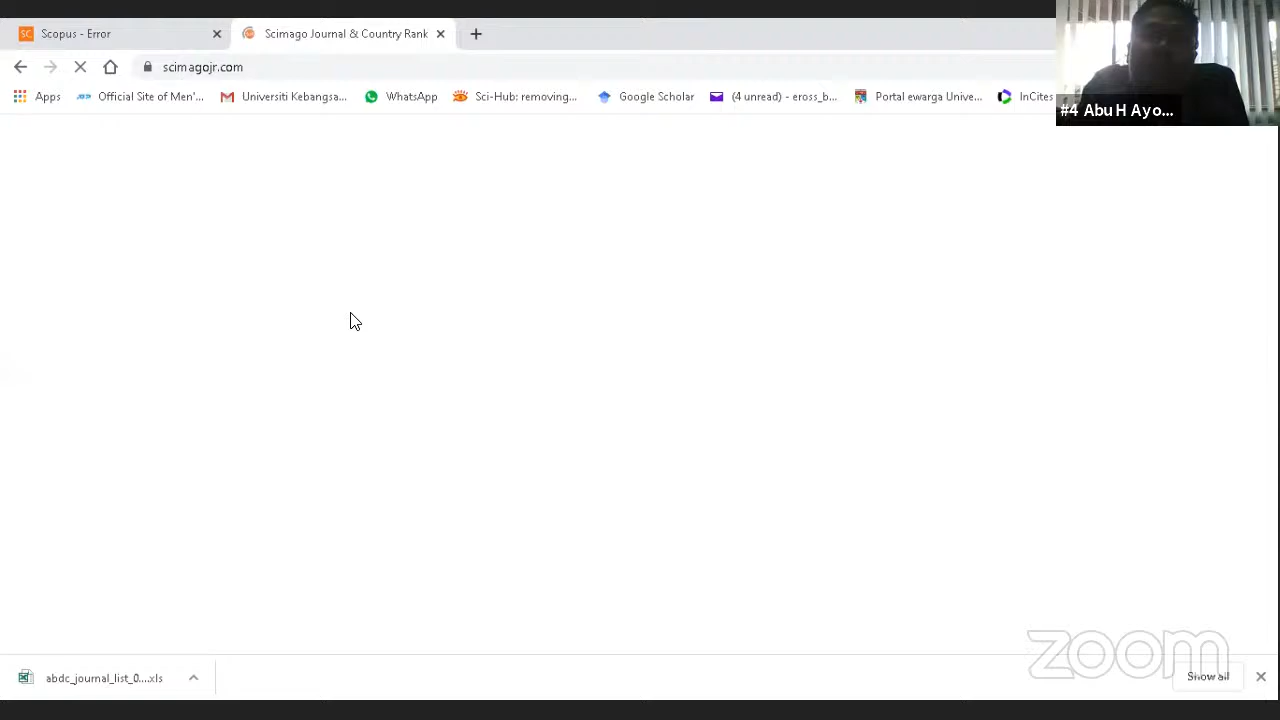 Scopus - Error
Scimago Journal & Country Rank
scimagojr.com
Apps
Official Site of Men'...
Universiti Kebangsa...
WhatsApp
Sci-Hub: removing...
Google Scholar
(4 unread) - eross_b...
Portal ewarga Unive...
InCites
#4 Abu H Ayo...
abdc_journal_list_0....xls
zoom
Show all